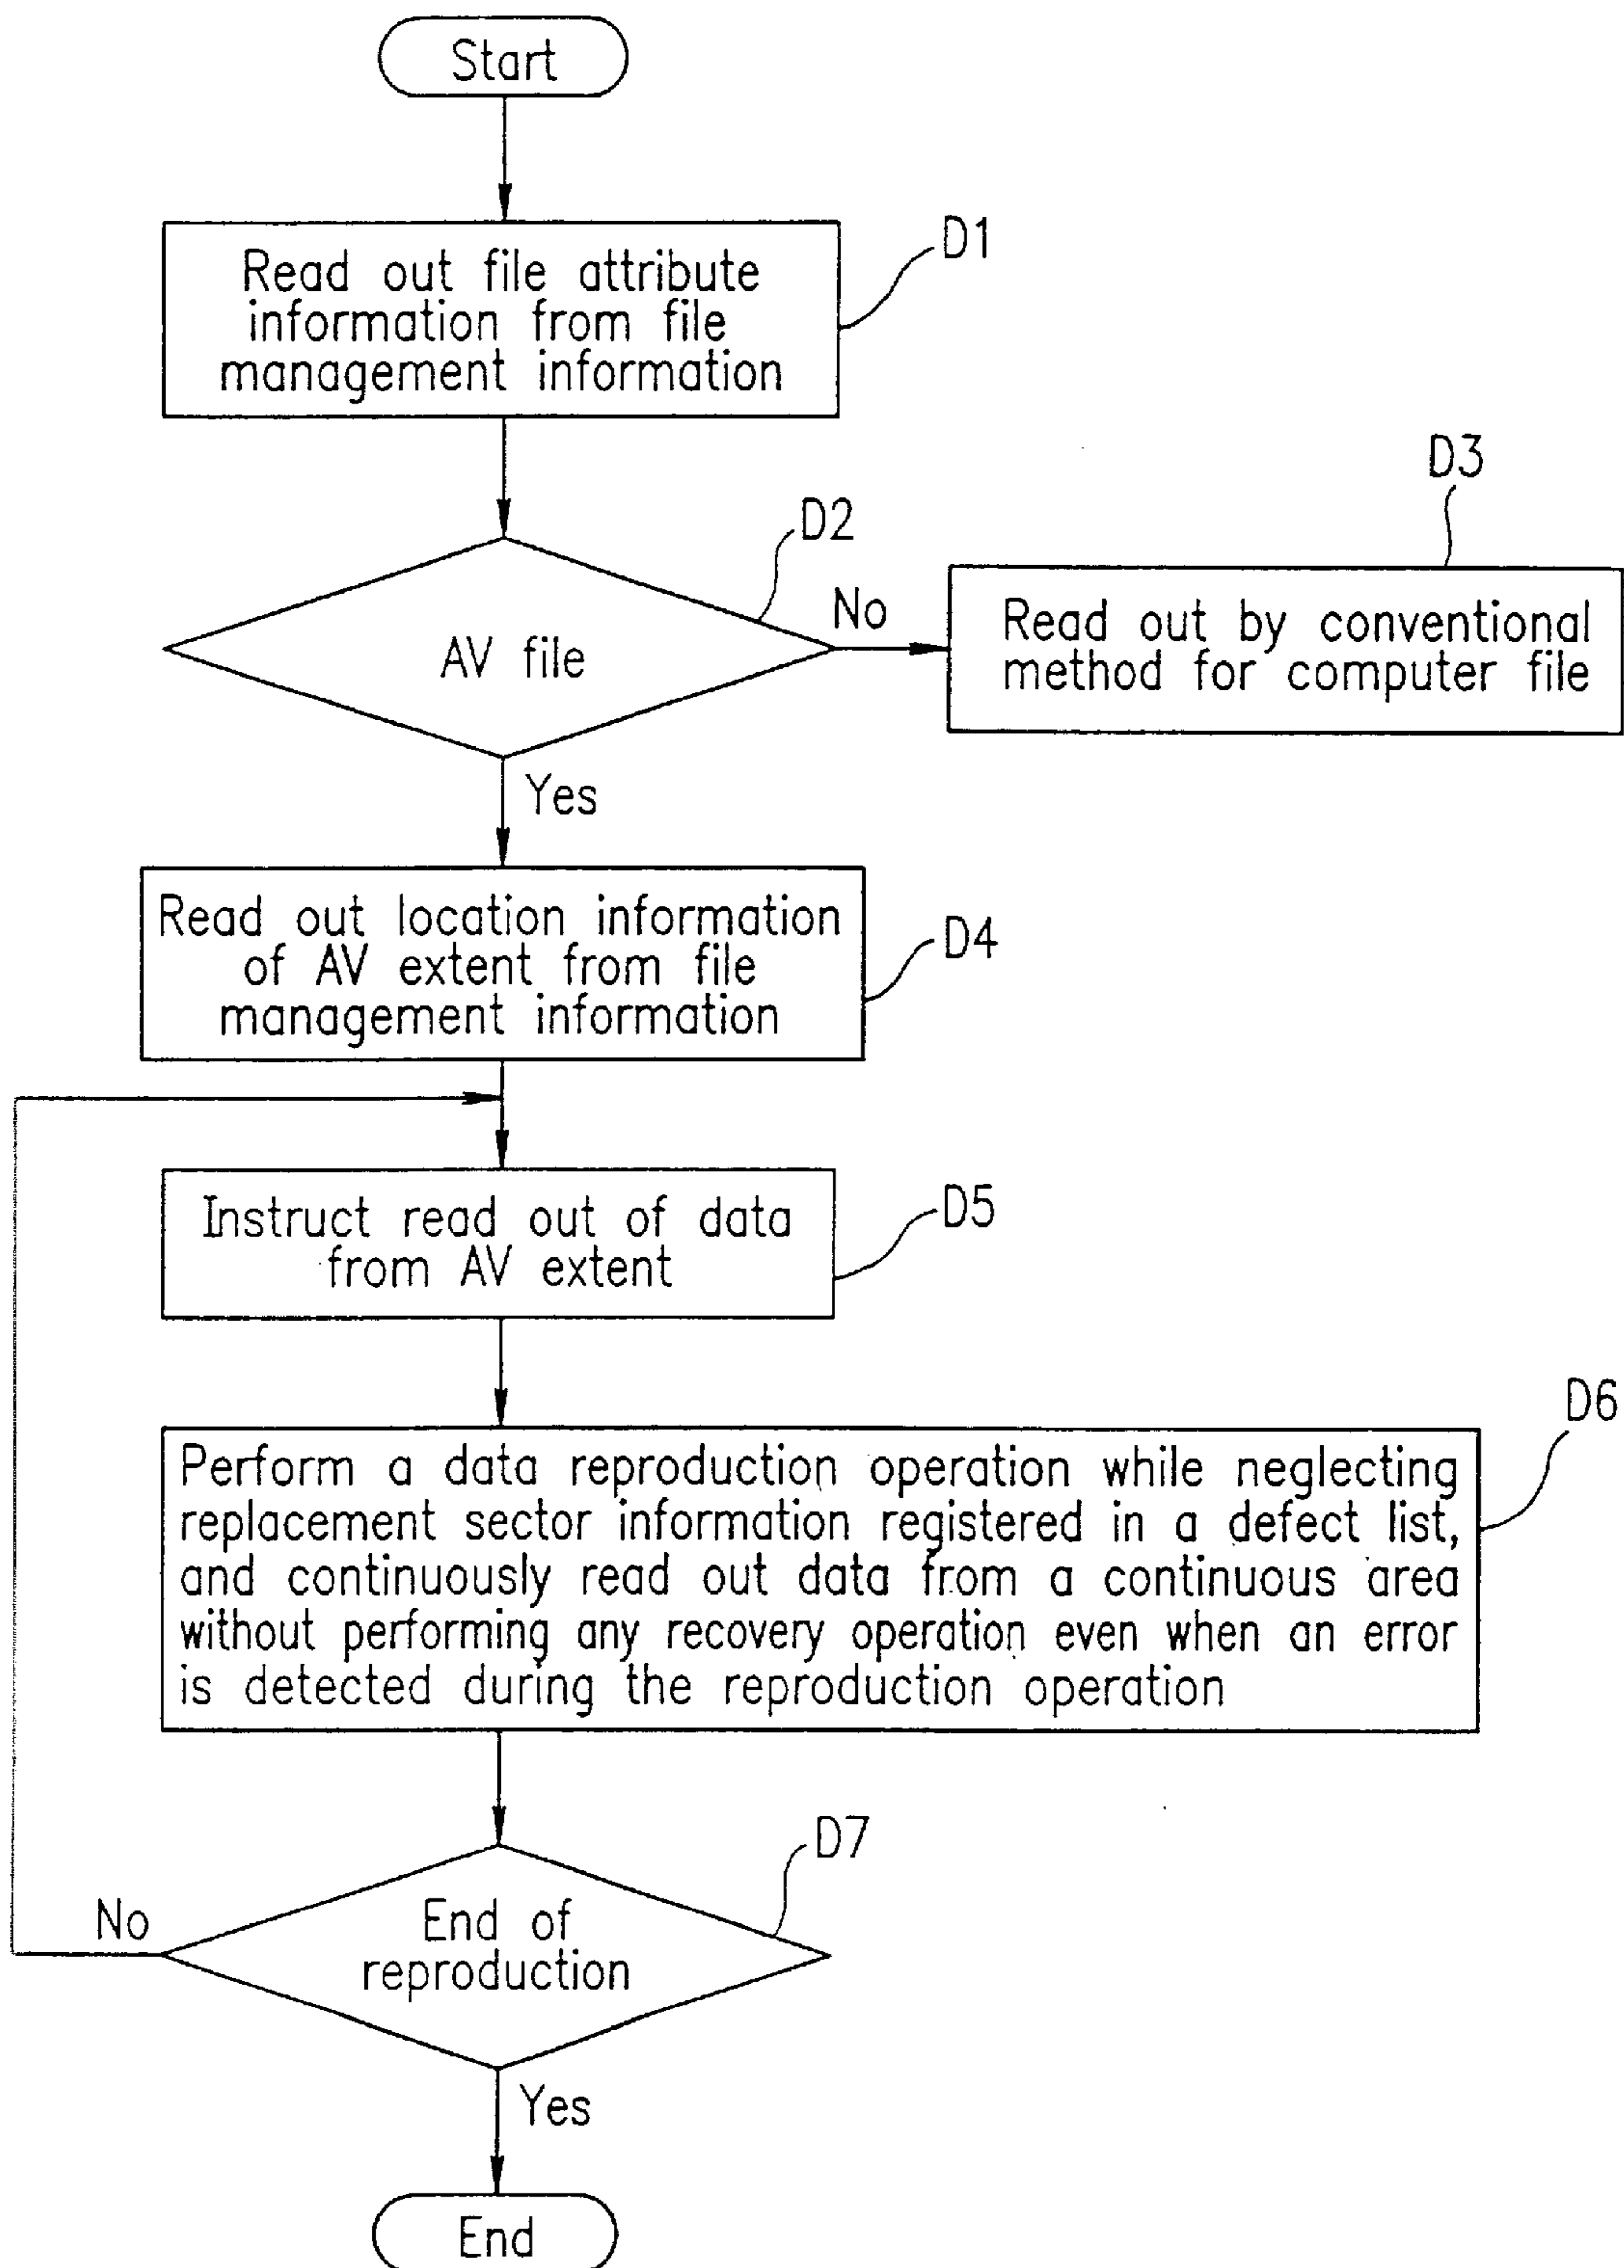 Start
Read out file attribute
information from file
management information
D1
D2
AV file
No
D3
Read out by conventional
method for computer file
Yes
Read out location information
of AV extent from file
management information
D4
Instruct read out of data
from AV extent
D5
D6
Perform a data reproduction operation while neglecting
replacement sector information registered in a defect list,
and continuously read out data from a continuous area
without performing any recovery operation even when an error
is detected during the reproduction operation
D7
No
End of
reproduction
Yes
End